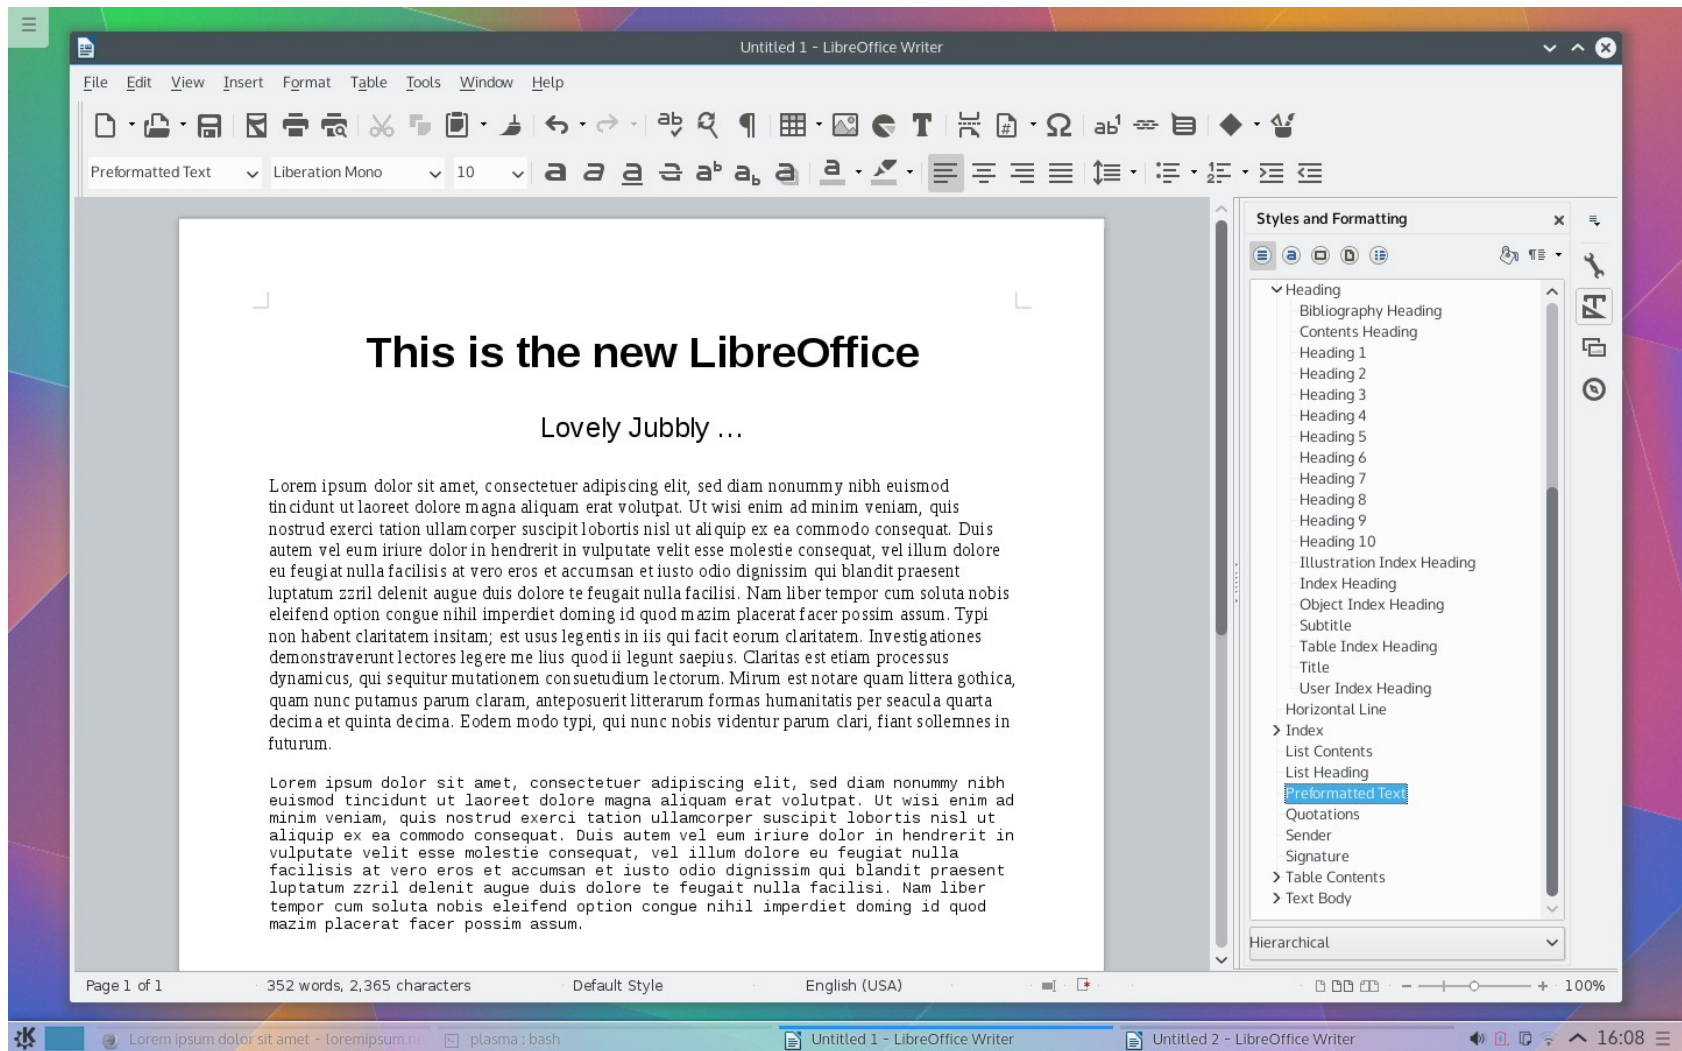 Untitled 1 - LibreOffice Writer
File Edit View Insert Format Table Tools Window Help
Preformatted Text Liberation Mono 10
Styles and Formatting
This is the new LibreOffice
Lovely Jubbly ...
Lorem ipsum dolor sit amet, consectetuer adipiscing elit, sed diam nonummy nibh euismod
tincidunt ut laoreet dolore magna aliquam erat volutpat. Ut wisi enim ad minim veniam, quis
nostrud exerci tation ullamcorper suscipit lobortis nisl ut aliquip ex ea commodo consequat. Duis
autem vel eum iriure dolor in hendrerit in vulputate velit esse molestie consequat, vel illum dolore
eu feugiat nulla facilisis at vero eros et accumsan et iusto odio dignissim qui blandit praesent
luptatum zzril delenit augue duis dolore te feugait nulla facilisi. Nam liber tempor cum soluta nobis
eleifend option congue nihil imperdiet doming id quod mazim placerat facer possim assum. Typi
non habent claritatem insitam; est usus legentis in iis qui facit eorum claritatem. Investigationes
demonstraverunt lectores legere me lius quod ii legunt saepius. Claritas est etiam processus
dynamicus, qui sequitur mutationem consuetudium lectorum. Mirum est notare quam littera gothica,
quam nunc putamus parum claram, anteposuerit litterarum formas humanitatis per seacula quarta
decima et quinta decima. Eodem modo typi, qui nunc nobis videntur parum clari, fiant sollemnes in
futurum.
Lorem ipsum dolor sit amet, consectetuer adipiscing elit, sed diam nonummy nibh
euismod tincidunt ut laoreet dolore magna aliquam erat volutpat. Ut wisi enim ad
minim veniam, quis nostrud exerci tation ullamcorper suscipit lobortis nisl ut
aliquip ex ea commodo consequat. Duis autem vel eum iriure dolor in hendrerit in
vulputate velit esse molestie consequat, vel illum dolore eu feugiat nulla
facilisis at vero eros et accumsan et iusto odio dignissim qui blandit praesent
luptatum zzril delenit augue duis dolore te feugait nulla facilisi. Nam liber
tempor cum soluta nobis eleifend option congue nihil imperdiet doming id quod
mazim placerat facer possim assum.
Heading
Bibliography Heading
Contents Heading
Heading 1
Heading 2
Heading 3
Heading 4
Heading 5
Heading 6
Heading 7
Heading 8
Heading 9
Heading 10
Illustration Index Heading
Index Heading
Object Index Heading
Subtitle
Table Index Heading
Title
User Index Heading
Horizontal Line
Index
List Contents
List Heading
Preformatted Text
Quotations
Sender
Signature
Table Contents
Text Body
Hierarchical
Page 1 of 1 352 words, 2,365 characters Default Style English (USA) 100%
Lorem ipsum dolor sit amet - loremipsum.ne plasma : bash Untitled 1 - LibreOffice Writer Untitled 2 - LibreOffice Writer 16:08